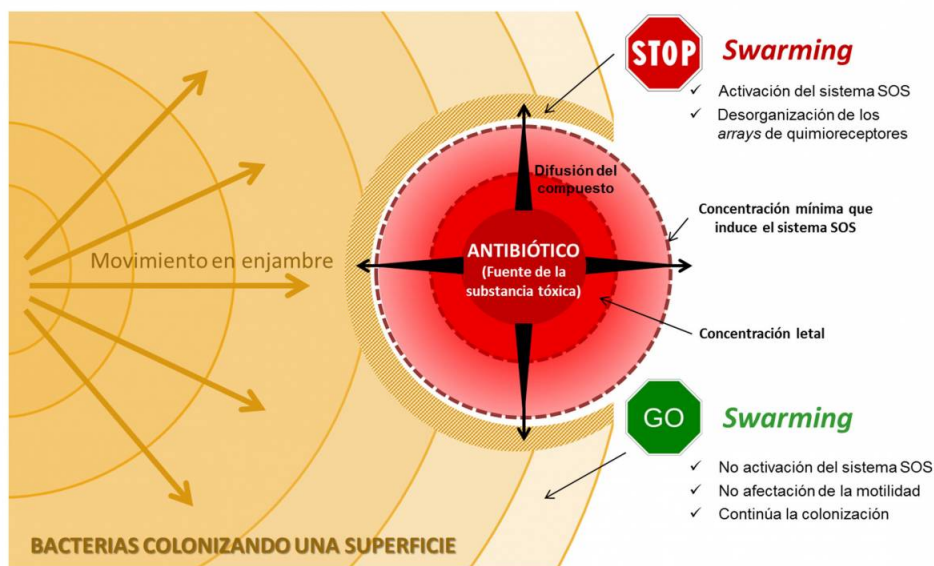 STOP
Swarming
✓ Activación del sistema SOS
✓ Desorganización de los
arrays de quimioreceptores
Difusión del
compuesto
Concentración mínima que
induce el sistema SOS
Movimiento en enjambre
ANTIBIÓTICO
(Fuente de la
substancia tóxica)
Concentración letal
GO
Swarming
✓ No activación del sistema SOS
✓ No afectación de la motilidad
✓ Continúa la colonización
BACTERIAS COLONIZANDO UNA SUPERFICIE